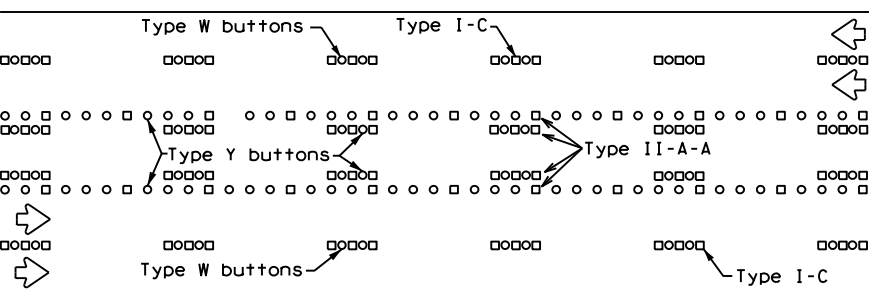 Type W buttons
Type I-C
Type Y buttons
Type II-A-A
Type W buttons
Type I-C